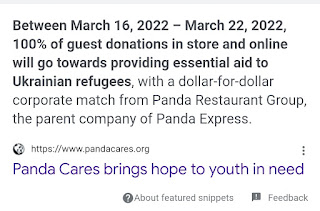 Between March 16, 2022 – March 22, 2022,
100% of guest donations in store and online
will go towards providing essential aid to
Ukrainian refugees, with a dollar-for-dollar
corporate match from Panda Restaurant Group,
the parent company of Panda Express.
https://www.pandacares.org
Panda Cares brings hope to youth in need
About featured snippets Feedback